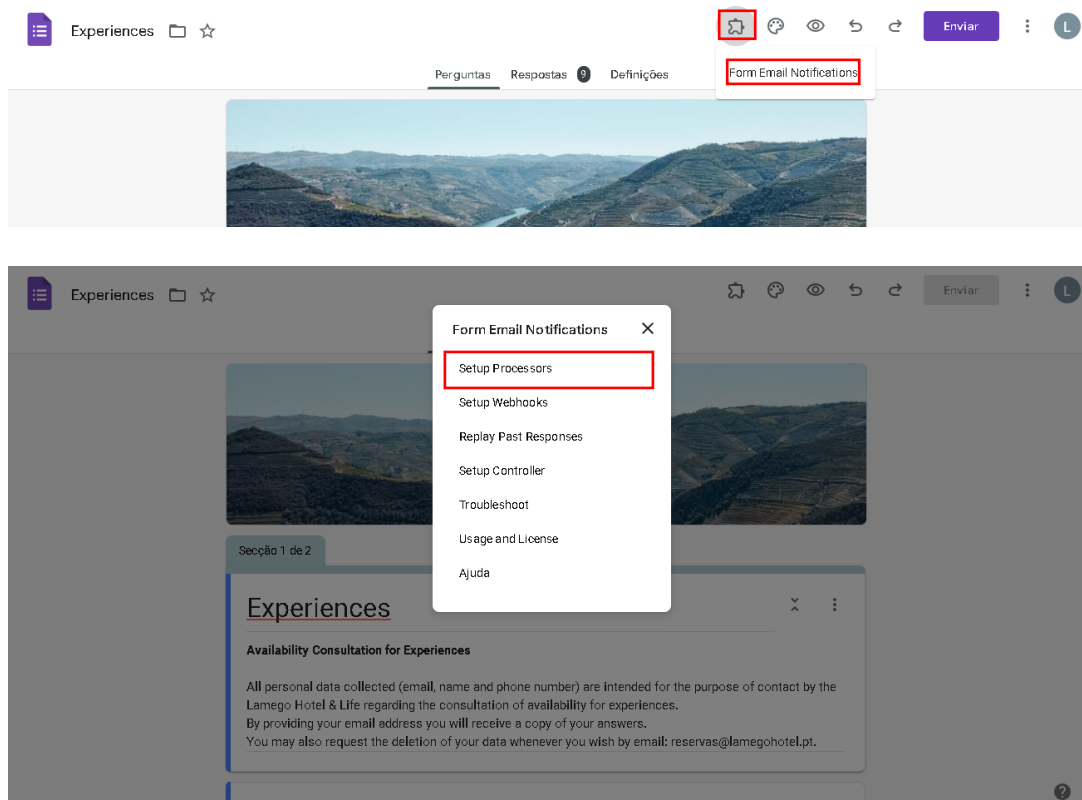 Experiences
Enviar
L
Form Email Notifications
Perguntas Respostas 9 Definições
Experiences
Enviar
L
Form Email Notifications
Setup Processors
Setup Webhooks
Replay Past Responses
Setup Controller
Troubleshoot
Usage and License
Ajuda
Secção 1 de 2
Experiences
Availability Consultation for Experiences
All personal data collected (email, name and phone number) are intended for the purpose of contact by the
Lamego Hotel & Life regarding the consultation of availability for experiences.
By providing your email address you will receive a copy of your answers.
You may also request the deletion of your data whenever you wish by email: reservas@lamegohotel.pt.